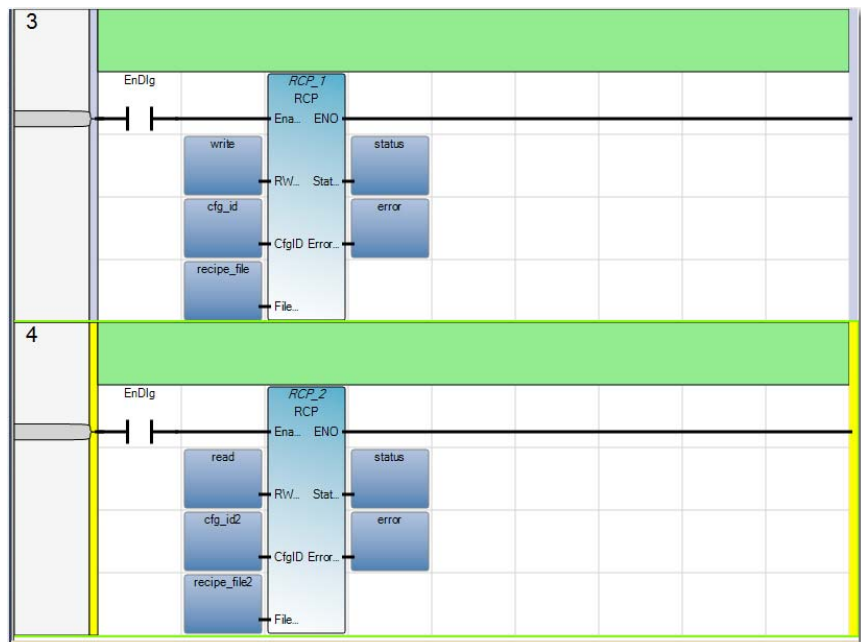 3
EnDlg
RCP_1
RCP
Ena... ENO
write
status
RW... Stat...
cfg_id
error
CfgID Error...
recipe_file
File...
4
EnDlg
RCP_2
RCP
Ena... ENO
read
status
RW... Stat...
cfg_id2
error
CfgID Error...
recipe_file2
File...